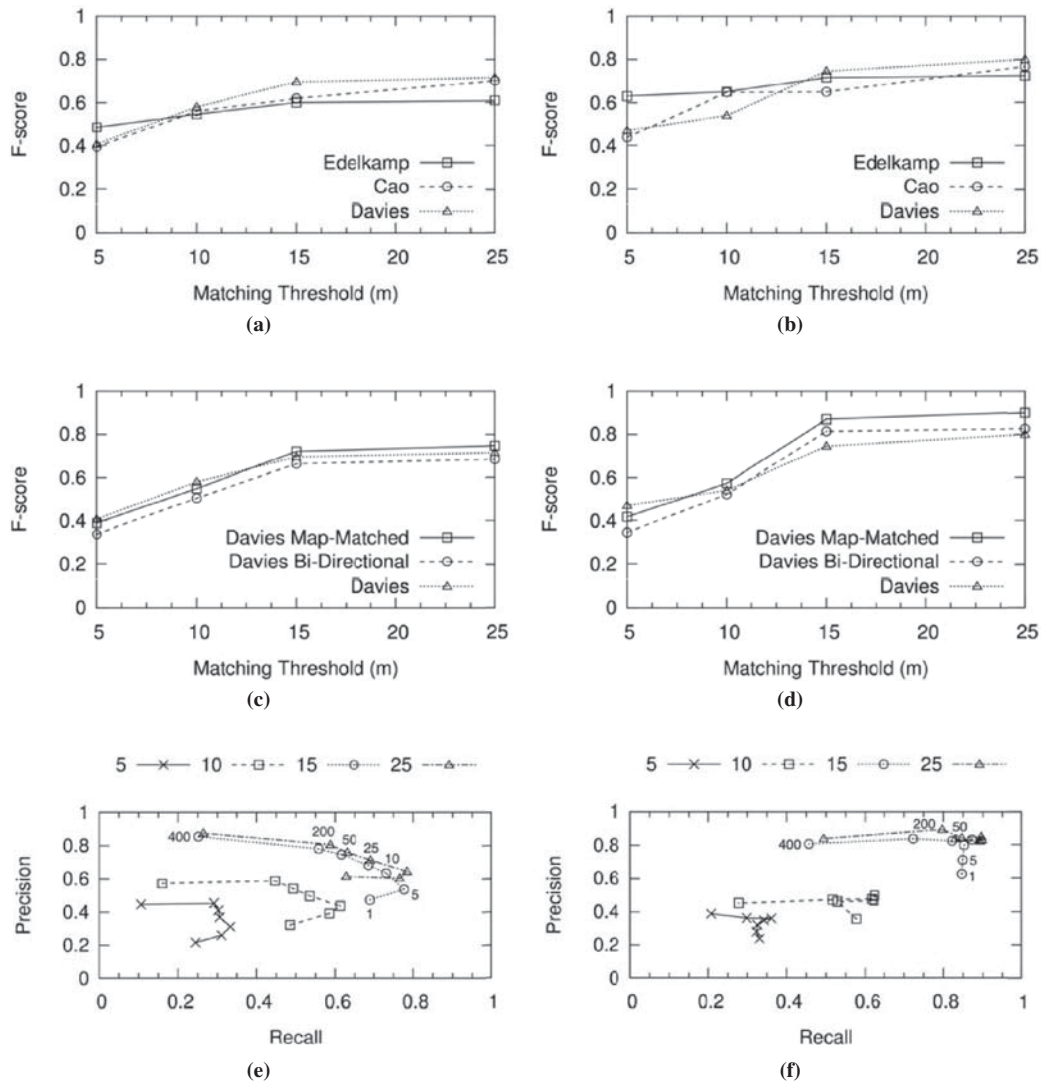 1
0.8
0.6
0.4
0.2
0
F-score
Edelkamp
Cao
Davies
5 10 15 20 25
Matching Threshold (m)
(a)
1
0.8
0.6
0.4
0.2
0
F-score
Edelkamp
Cao
Davies
5 10 15 20 25
Matching Threshold (m)
(b)
1
0.8
0.6
0.4
0.2
0
F-score
Davies Map-Matched
Davies Bi-Directional
Davies
5 10 15 20 25
Matching Threshold (m)
(c)
1
0.8
0.6
0.4
0.2
0
F-score
Davies Map-Matched
Davies Bi-Directional
Davies
5 10 15 20 25
Matching Threshold (m)
(d)
5 10 15 25
1
0.8
0.6
0.4
0.2
0
Precision
400
200
50
25
10
5
1
0 0.2 0.4 0.6 0.8 1
Recall
(e)
5 10 15 25
1
0.8
0.6
0.4
0.2
0
Precision
400
200
50
5
1
0 0.2 0.4 0.6 0.8 1
Recall
(f)